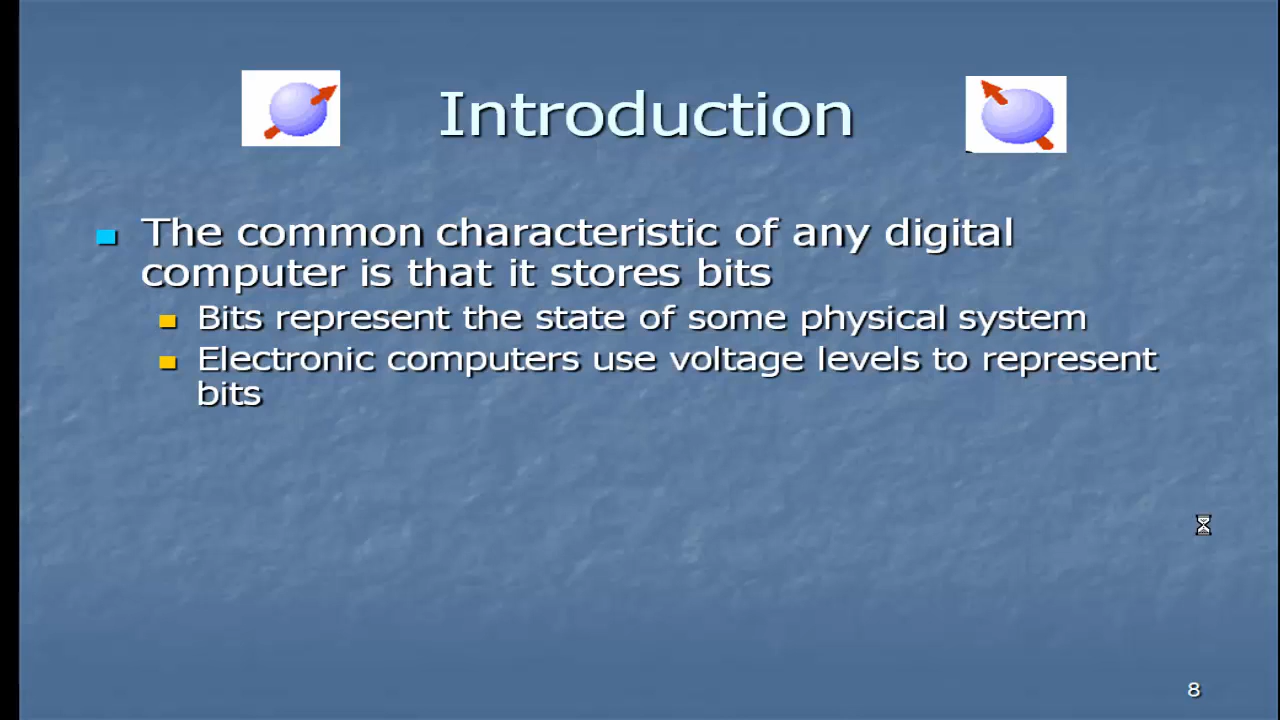 Introduction
The common characteristic of any digital
computer is that it stores bits
Bits represent the state of some physical system
Electronic computers use voltage levels to represent
bits
8